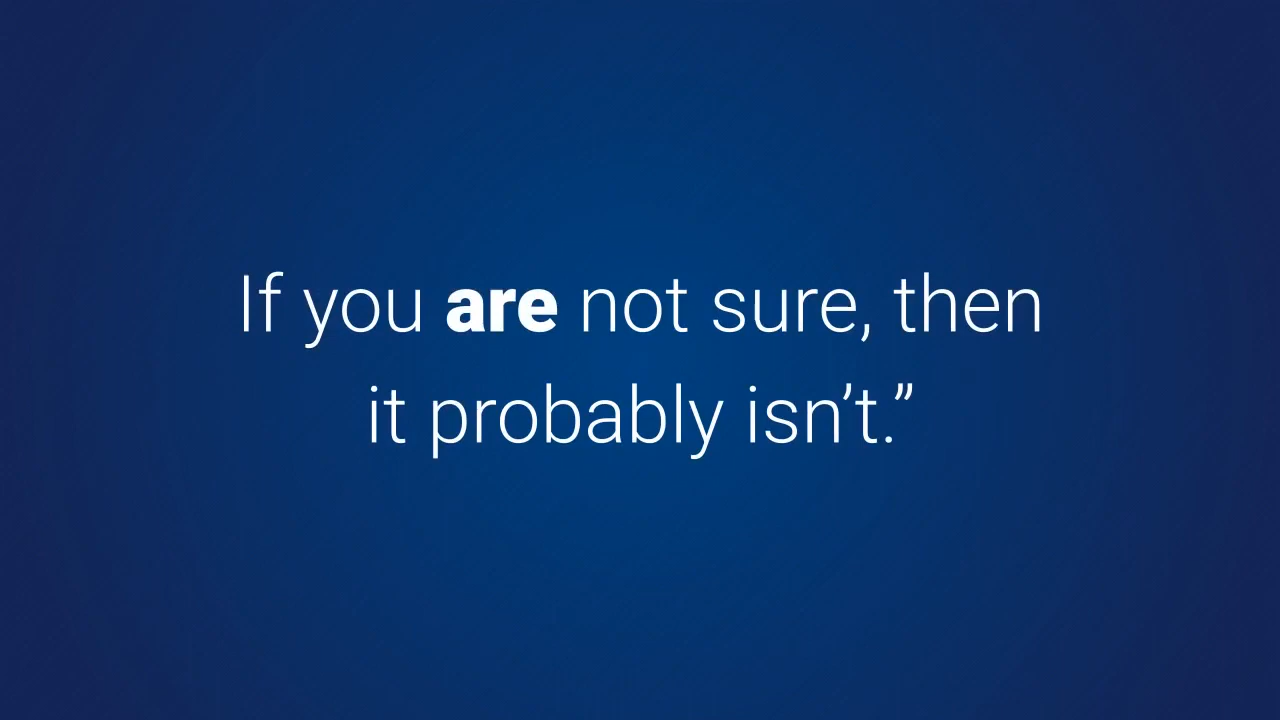 If you are not sure, then
it probably isn’t.”